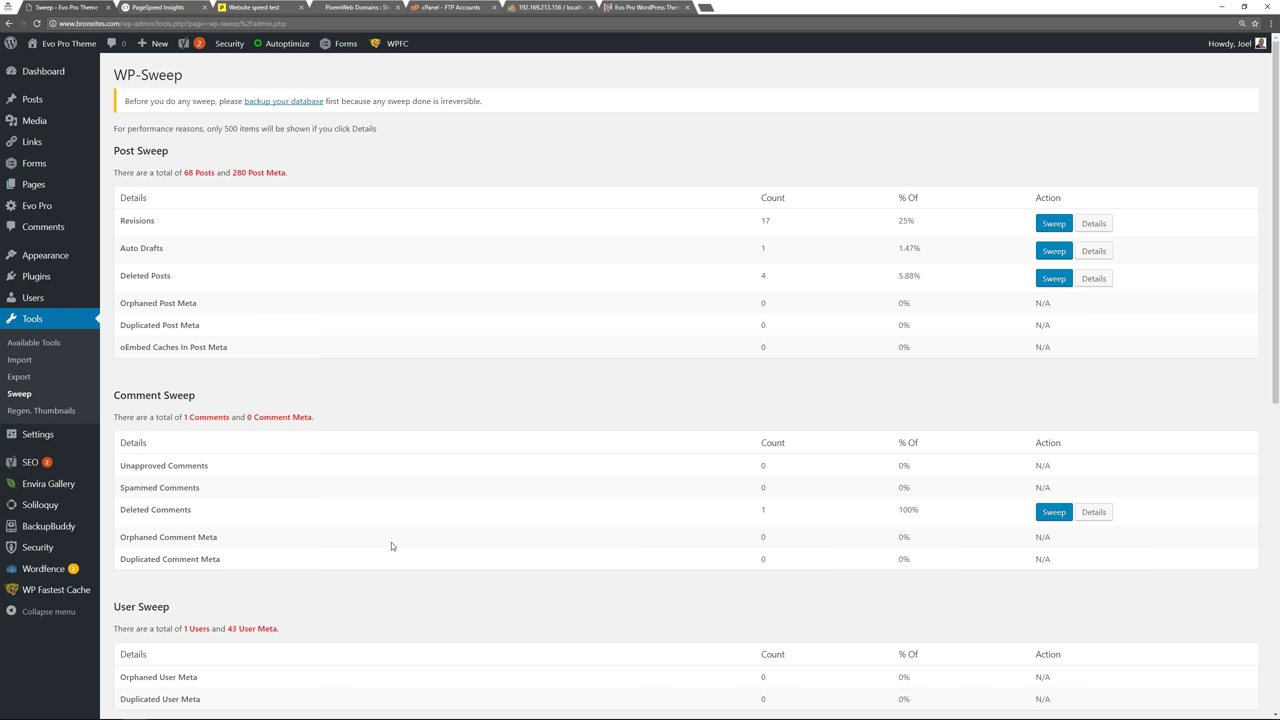 Sweep ‹ Evo Pro Theme
PageSpeed Insights
Website speed test
PixemWeb Domains : Sh
cPanel - FTP Accounts
192.169.213.156 / localh
Evo Pro WordPress Them
www.bronxites.com/wp-admin/tools.php?page=wp-sweep%2Fadmin.php
Evo Pro Theme
0
New
2
Security
Autoptimize
Forms
WPFC
Howdy, Joel
Dashboard
Posts
Media
Links
Forms
Pages
Evo Pro
Comments
Appearance
Plugins
Users
Tools
Available Tools
Import
Export
Sweep
Regen. Thumbnails
Settings
SEO 2
Envira Gallery
Soliloquy
BackupBuddy
Security
Wordfence 2
WP Fastest Cache
Collapse menu
WP-Sweep
Before you do any sweep, please backup your database first because any sweep done is irreversible.
For performance reasons, only 500 items will be shown if you click Details
Post Sweep
There are a total of 68 Posts and 280 Post Meta.
Details Count % Of Action
Revisions 17 25% Sweep Details
Auto Drafts 1 1.47% Sweep Details
Deleted Posts 4 5.88% Sweep Details
Orphaned Post Meta 0 0% N/A
Duplicated Post Meta 0 0% N/A
oEmbed Caches In Post Meta 0 0% N/A
Comment Sweep
There are a total of 1 Comments and 0 Comment Meta.
Details Count % Of Action
Unapproved Comments 0 0% N/A
Spammed Comments 0 0% N/A
Deleted Comments 1 100% Sweep Details
Orphaned Comment Meta 0 0% N/A
Duplicated Comment Meta 0 0% N/A
User Sweep
There are a total of 1 Users and 43 User Meta.
Details Count % Of Action
Orphaned User Meta 0 0% N/A
Duplicated User Meta 0 0% N/A